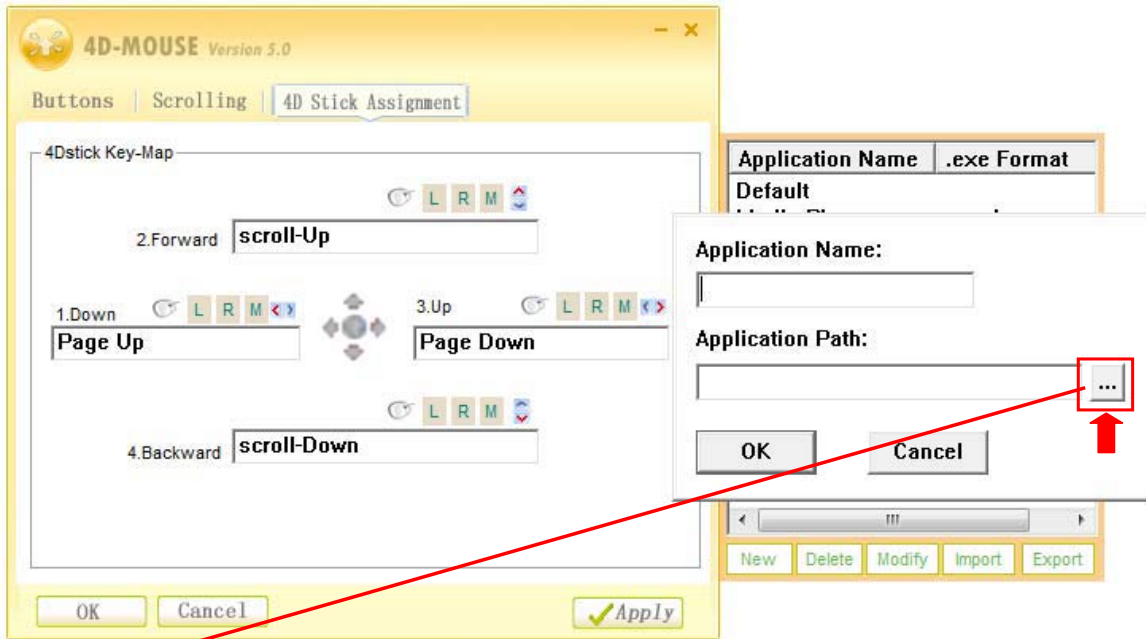 4D-MOUSE Version 5.0
Buttons | Scrolling | 4D Stick Assignment
4Dstick Key-Map
L R M
2.Forward scroll-Up
1.Down L R M
Page Up
3.Up L R M
Page Down
L R M
4.Backward scroll-Down
OK Cancel Apply
Application Name .exe Format
Default
Application Name:
Application Path:
...
OK Cancel
New Delete Modify Import Export